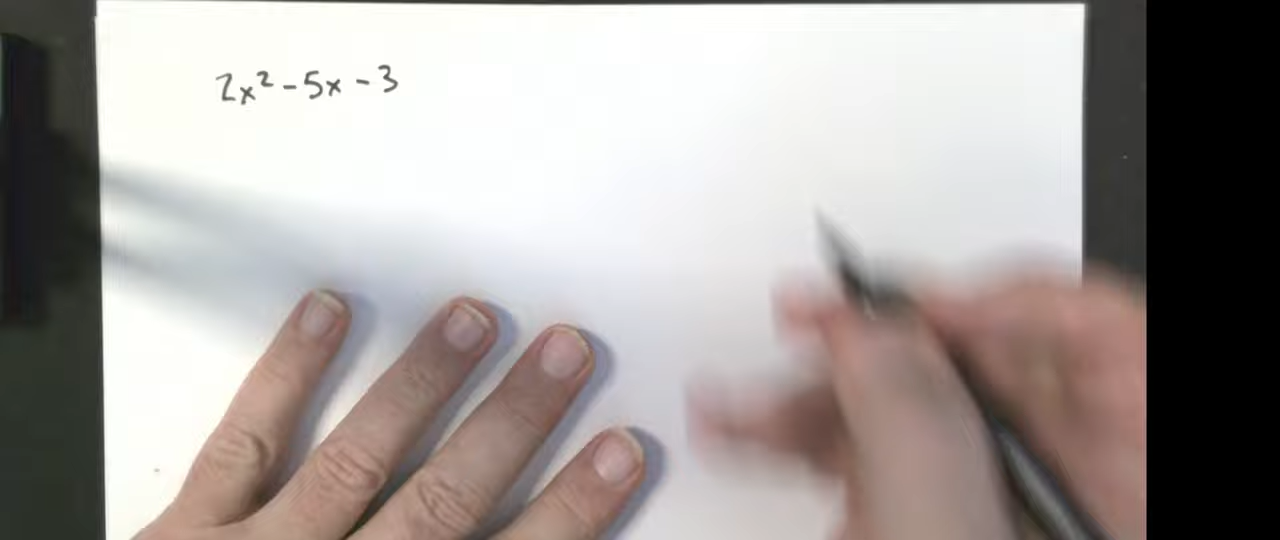 2x² - 5x - 3